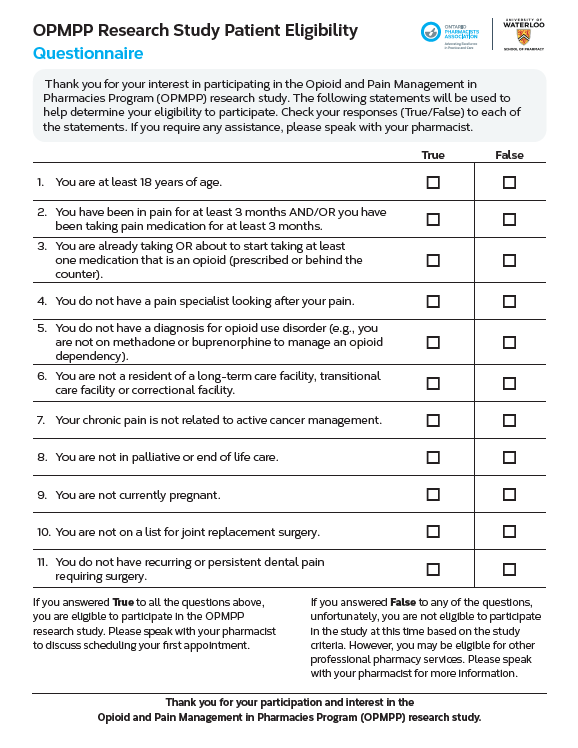 OPMPP Research Study Patient Eligibility
Questionnaire
ONTARIO
PHARMACISTS
ASSOCIATION
UNIVERSITY OF
WATERLOO
SCHOOL OF PHARMACY
Thank you for your interest in participating in the Opioid and Pain Management in
Pharmacies Program (OPMPP) research study. The following statements will be used to
help determine your eligibility to participate. Check your responses (True/False) to each of
the statements. If you require any assistance, please speak with your pharmacist.
True False
1. You are at least 18 years of age.
2. You have been in pain for at least 3 months AND/OR you have
been taking pain medication for at least 3 months.
3. You are already taking OR about to start taking at least
one medication that is an opioid (prescribed or behind the
counter).
4. You do not have a pain specialist looking after your pain.
5. You do not have a diagnosis for opioid use disorder (e.g., you
are not on methadone or buprenorphine to manage an opioid
dependency).
6. You are not a resident of a long-term care facility, transitional
care facility or correctional facility.
7. Your chronic pain is not related to active cancer management.
8. You are not in palliative or end of life care.
9. You are not currently pregnant.
10. You are not on a list for joint replacement surgery.
11. You do not have recurring or persistent dental pain
requiring surgery.
If you answered True to all the questions above,
you are eligible to participate in the OPMPP
research study. Please speak with your pharmacist
to discuss scheduling your first appointment.
If you answered False to any of the questions,
unfortunately, you are not eligible to participate
in the study at this time based on the study
criteria. However, you may be eligible for other
professional pharmacy services. Please speak
with your pharmacist for more information.
Thank you for your participation and interest in the
Opioid and Pain Management in Pharmacies Program (OPMPP) research study.